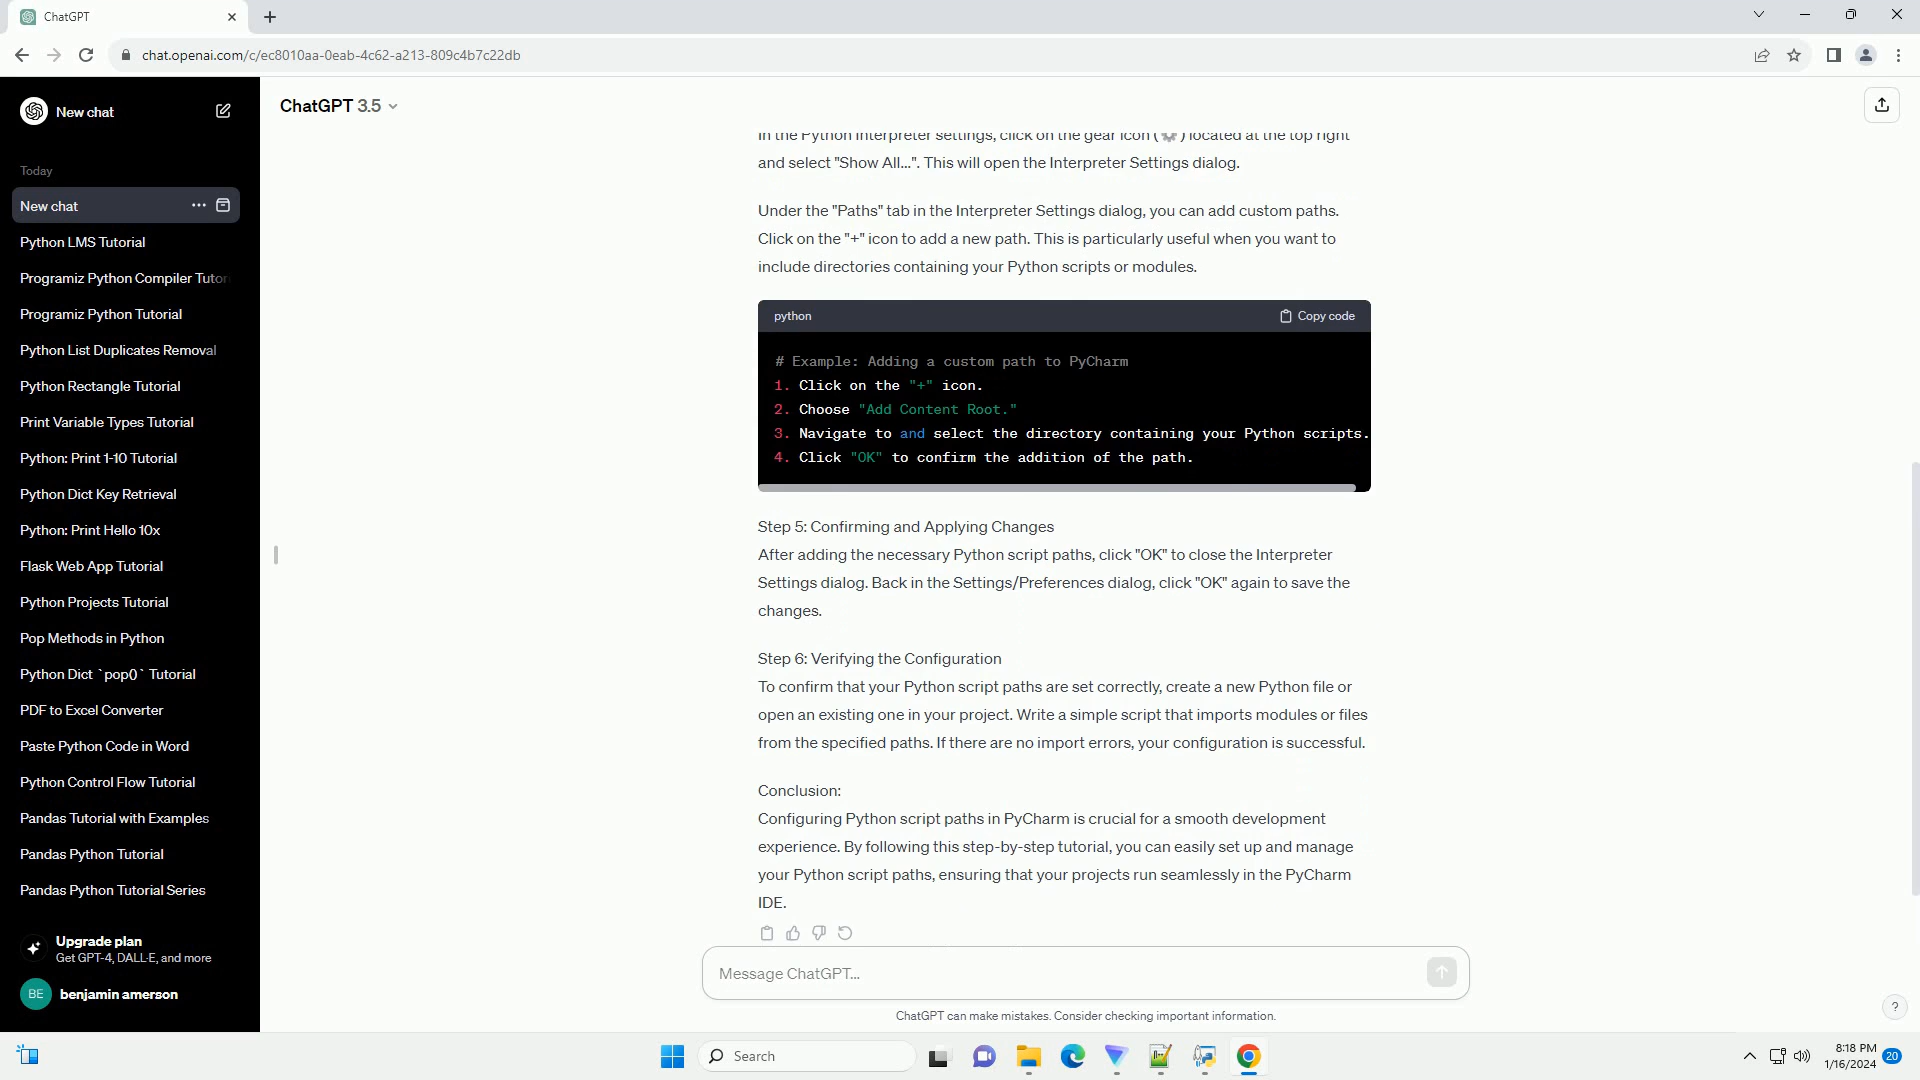 ChatGPT
chat.openai.com/c/ec8010aa-0eab-4c62-a213-809c4b7c22db
New chat
ChatGPT 3.5
Today
New chat
Python LMS Tutorial
Programiz Python Compiler Tutor
Programiz Python Tutorial
Python List Duplicates Removal
Python Rectangle Tutorial
Print Variable Types Tutorial
Python: Print 1-10 Tutorial
Python Dict Key Retrieval
Python: Print Hello 10x
Flask Web App Tutorial
Python Projects Tutorial
Pop Methods in Python
Python Dict `pop()` Tutorial
PDF to Excel Converter
Paste Python Code in Word
Python Control Flow Tutorial
Pandas Tutorial with Examples
Pandas Python Tutorial
Pandas Python Tutorial Series
Upgrade plan
Get GPT-4, DALL·E, and more
BE benjamin amerson
In the Python Interpreter settings, click on the gear icon (⚙️) located at the top right
and select "Show All...". This will open the Interpreter Settings dialog.
Under the "Paths" tab in the Interpreter Settings dialog, you can add custom paths.
Click on the "+" icon to add a new path. This is particularly useful when you want to
include directories containing your Python scripts or modules.
python Copy code
# Example: Adding a custom path to PyCharm
1. Click on the "+" icon.
2. Choose "Add Content Root."
3. Navigate to and select the directory containing your Python scripts.
4. Click "OK" to confirm the addition of the path.
Step 5: Confirming and Applying Changes
After adding the necessary Python script paths, click "OK" to close the Interpreter
Settings dialog. Back in the Settings/Preferences dialog, click "OK" again to save the
changes.
Step 6: Verifying the Configuration
To confirm that your Python script paths are set correctly, create a new Python file or
open an existing one in your project. Write a simple script that imports modules or files
from the specified paths. If there are no import errors, your configuration is successful.
Conclusion:
Configuring Python script paths in PyCharm is crucial for a smooth development
experience. By following this step-by-step tutorial, you can easily set up and manage
your Python script paths, ensuring that your projects run seamlessly in the PyCharm
IDE.
Message ChatGPT...
ChatGPT can make mistakes. Consider checking important information.
?
Search
8:18 PM
1/16/2024
20